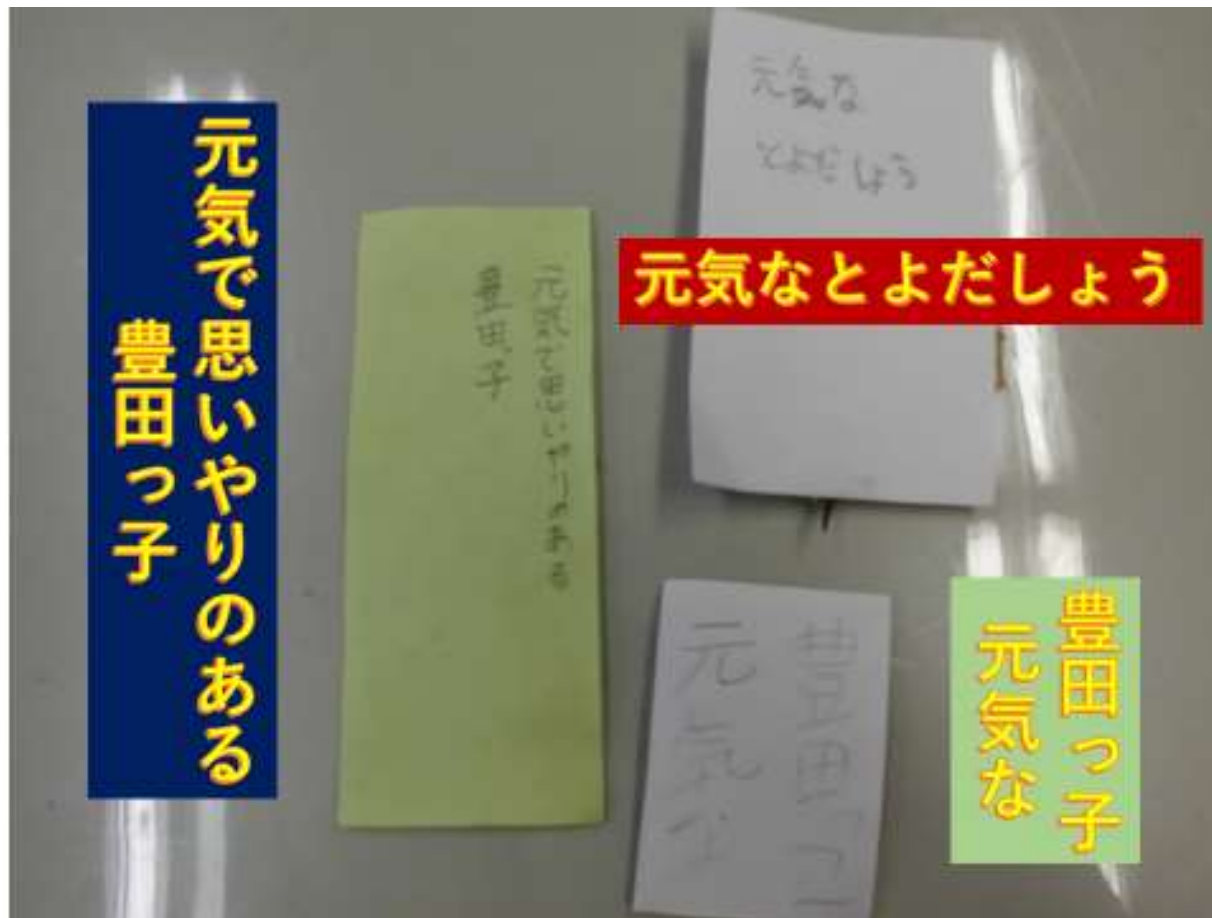 元気で思いやりのある
豊田っ子
元気で思いやりのある
豊田っ子
元気な
とよだしょう
元気なとよだしょう
豊田っコ
元気な
豊田っ子
元気な